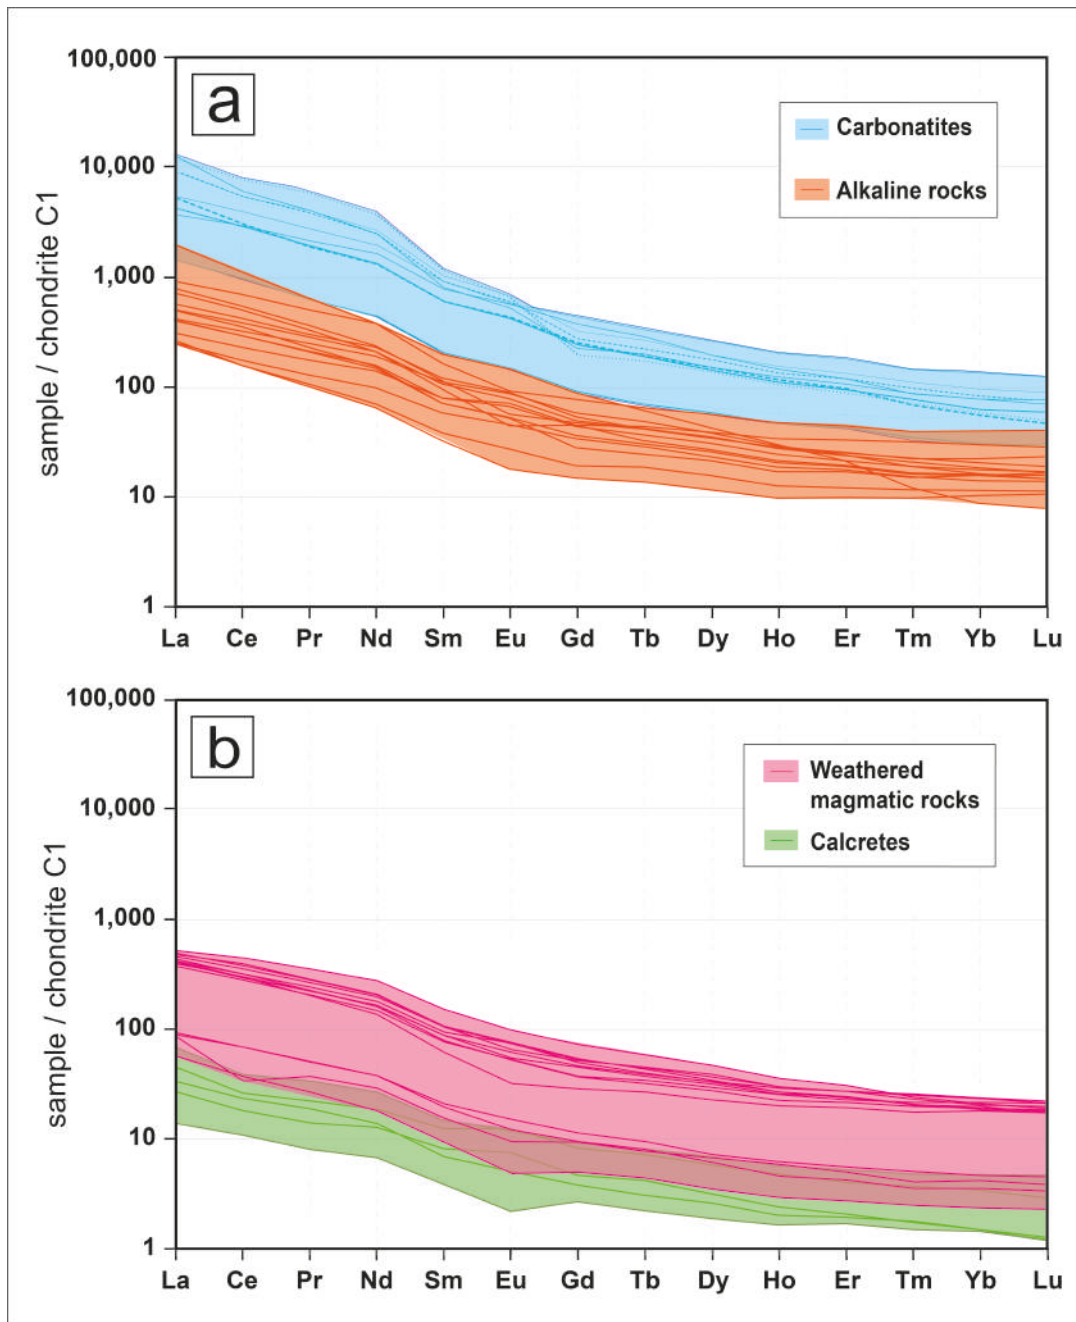 100,000
a
Carbonatites
10,000
Alkaline rocks
sample / chondrite C1
1,000
100
10
1
La Ce Pr Nd Sm Eu Gd Tb Dy Ho Er Tm Yb Lu
100,000
b
Weathered
magmatic rocks
10,000
Calcretes
sample / chondrite C1
1,000
100
10
1
La Ce Pr Nd Sm Eu Gd Tb Dy Ho Er Tm Yb Lu